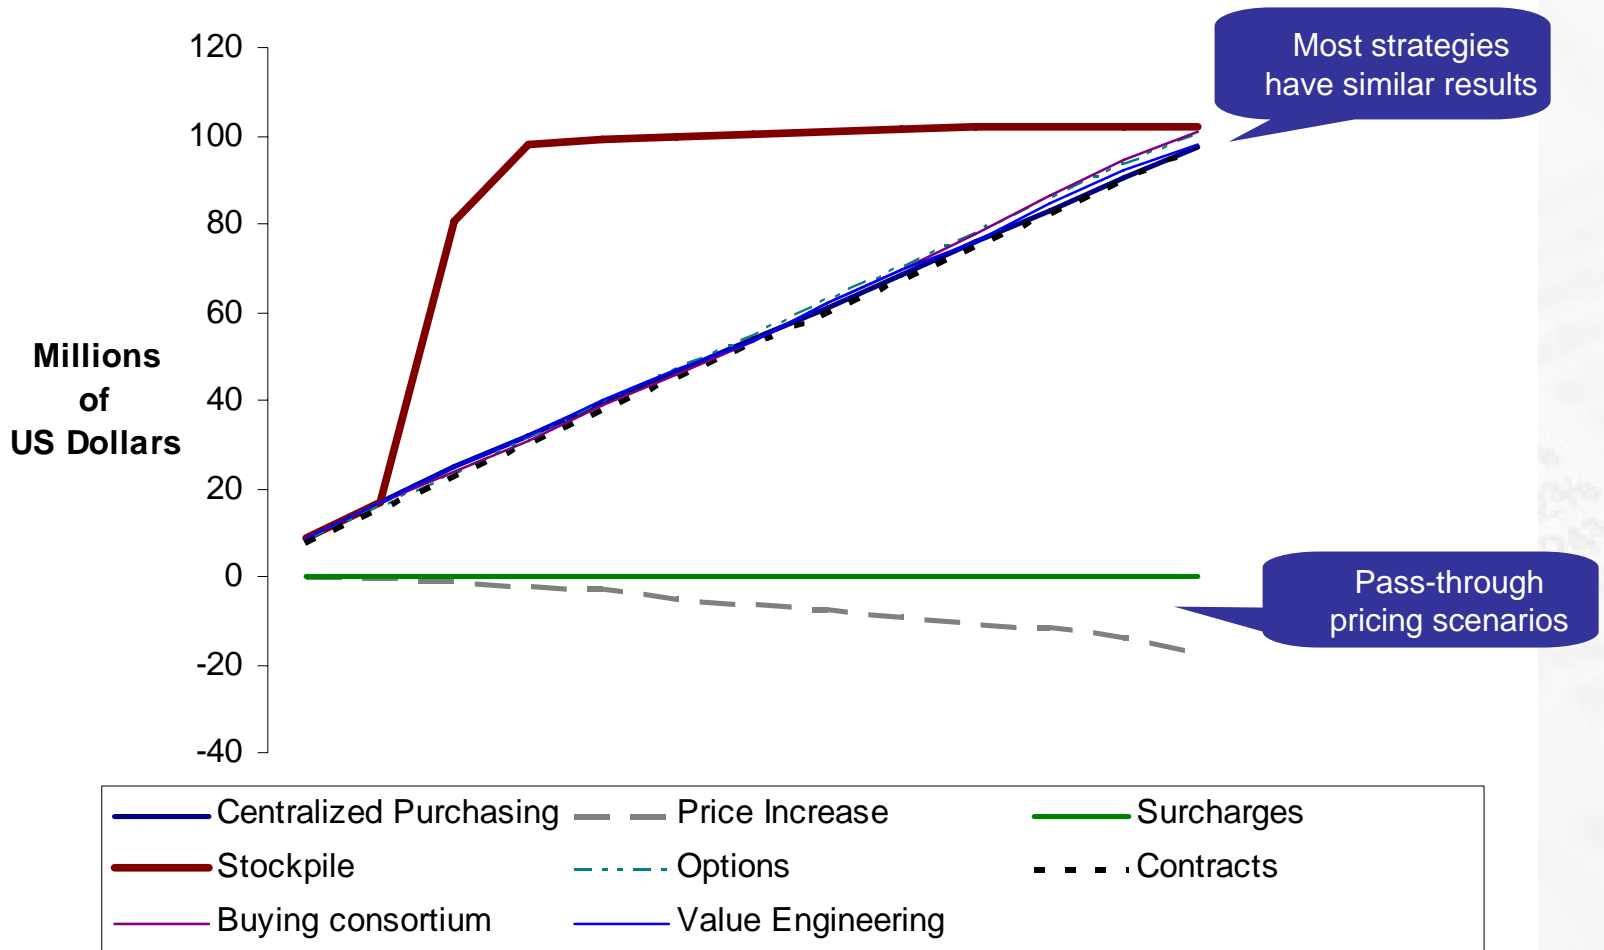 120
100
80
60
40
20
0
-20
-40
Millions
of
US Dollars
Most strategies
have similar results
Pass-through
pricing scenarios
Centralized Purchasing
Price Increase
Surcharges
Stockpile
Options
Contracts
Buying consortium
Value Engineering